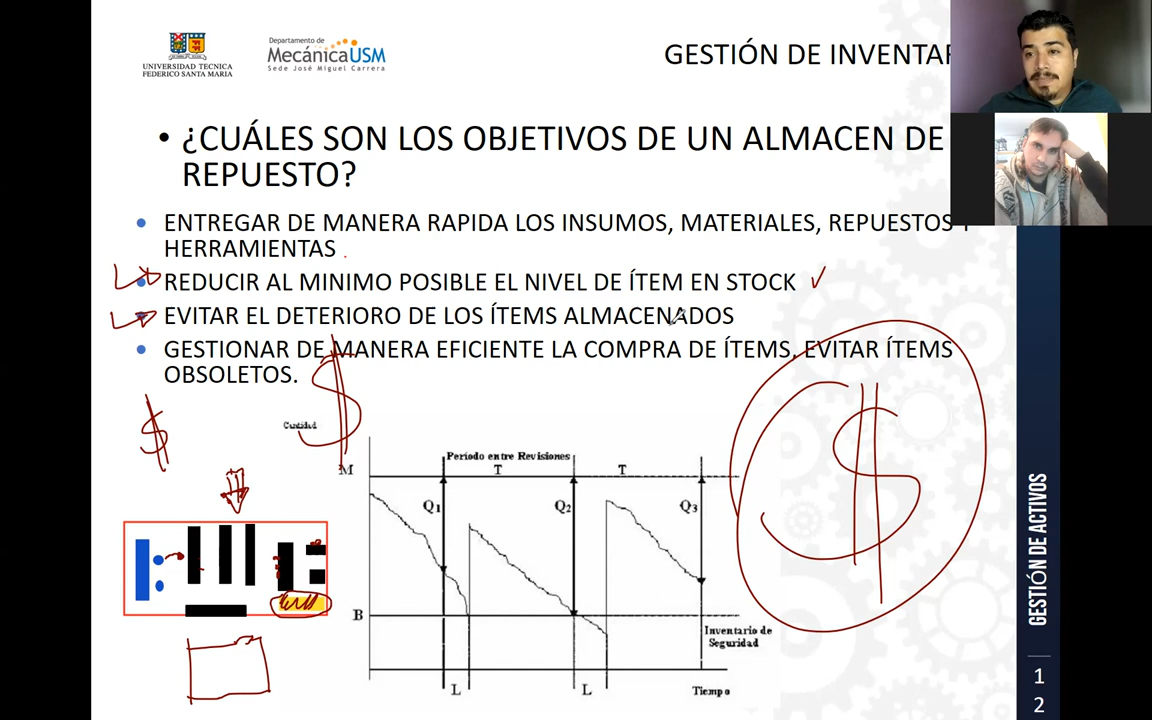 UNIVERSIDAD TECNICA
FEDERICO SANTA MARIA
Departamento de
MecánicaUSM
Sede José Miguel Carrera
GESTIÓN DE INVENTAR
• ¿CUÁLES SON LOS OBJETIVOS DE UN ALMACEN DE
REPUESTO?
• ENTREGAR DE MANERA RAPIDA LOS INSUMOS, MATERIALES, REPUESTOS Y
HERRAMIENTAS
• REDUCIR AL MINIMO POSIBLE EL NIVEL DE ÍTEM EN STOCK
• EVITAR EL DETERIORO DE LOS ÍTEMS ALMACENADOS
• GESTIONAR DE MANERA EFICIENTE LA COMPRA DE ÍTEMS, EVITAR ÍTEMS
OBSOLETOS.
$
$
$
Cantidad
M
Período entre Revisiones
T
T
Q1
Q2
Q3
B
Inventario de
Seguridad
L
L
Tiempo
GESTIÓN DE ACTIVOS
1
2